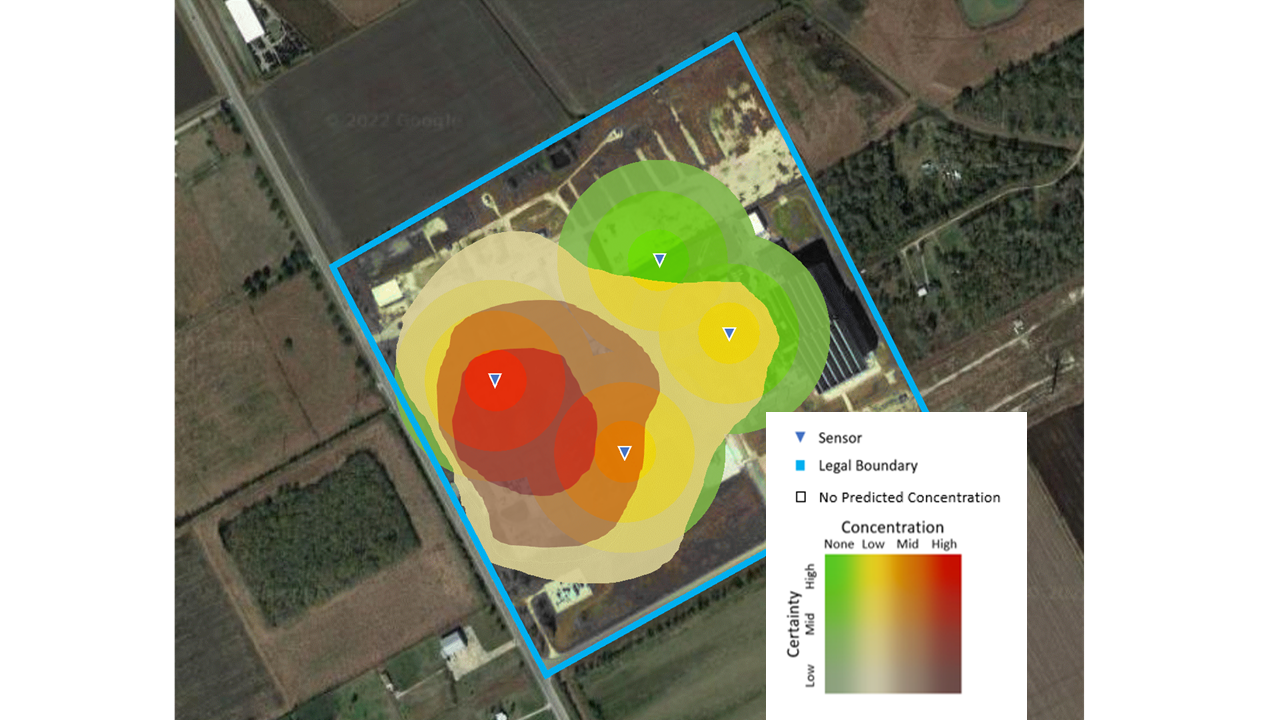 © 2022 Google
Sensor
Legal Boundary
No Predicted Concentration
Concentration
None Low Mid High
Certainty
High
Mid
Low